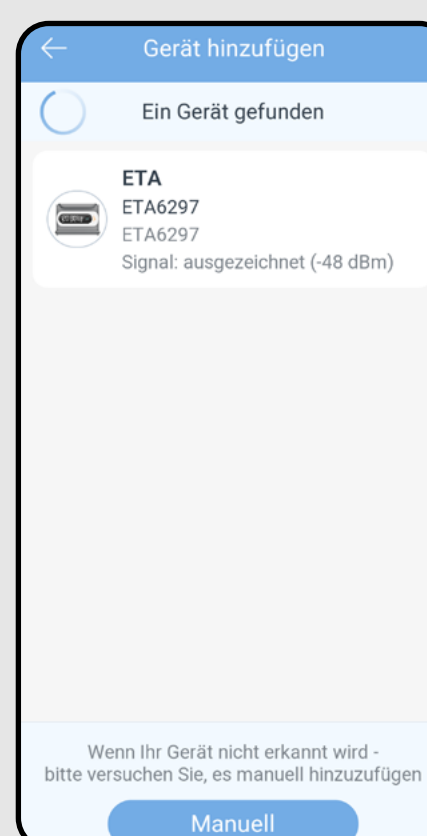 Gerät hinzufügen
Ein Gerät gefunden
ETA
ETA6297
ETA6297
Signal: ausgezeichnet (-48 dBm)
Wenn Ihr Gerät nicht erkannt wird -
bitte versuchen Sie, es manuell hinzuzufügen
Manuell